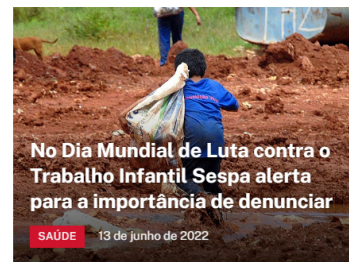 No Dia Mundial de Luta contra o
Trabalho Infantil Sespa alerta
para a importância de denunciar
SAÚDE 13 de junho de 2022